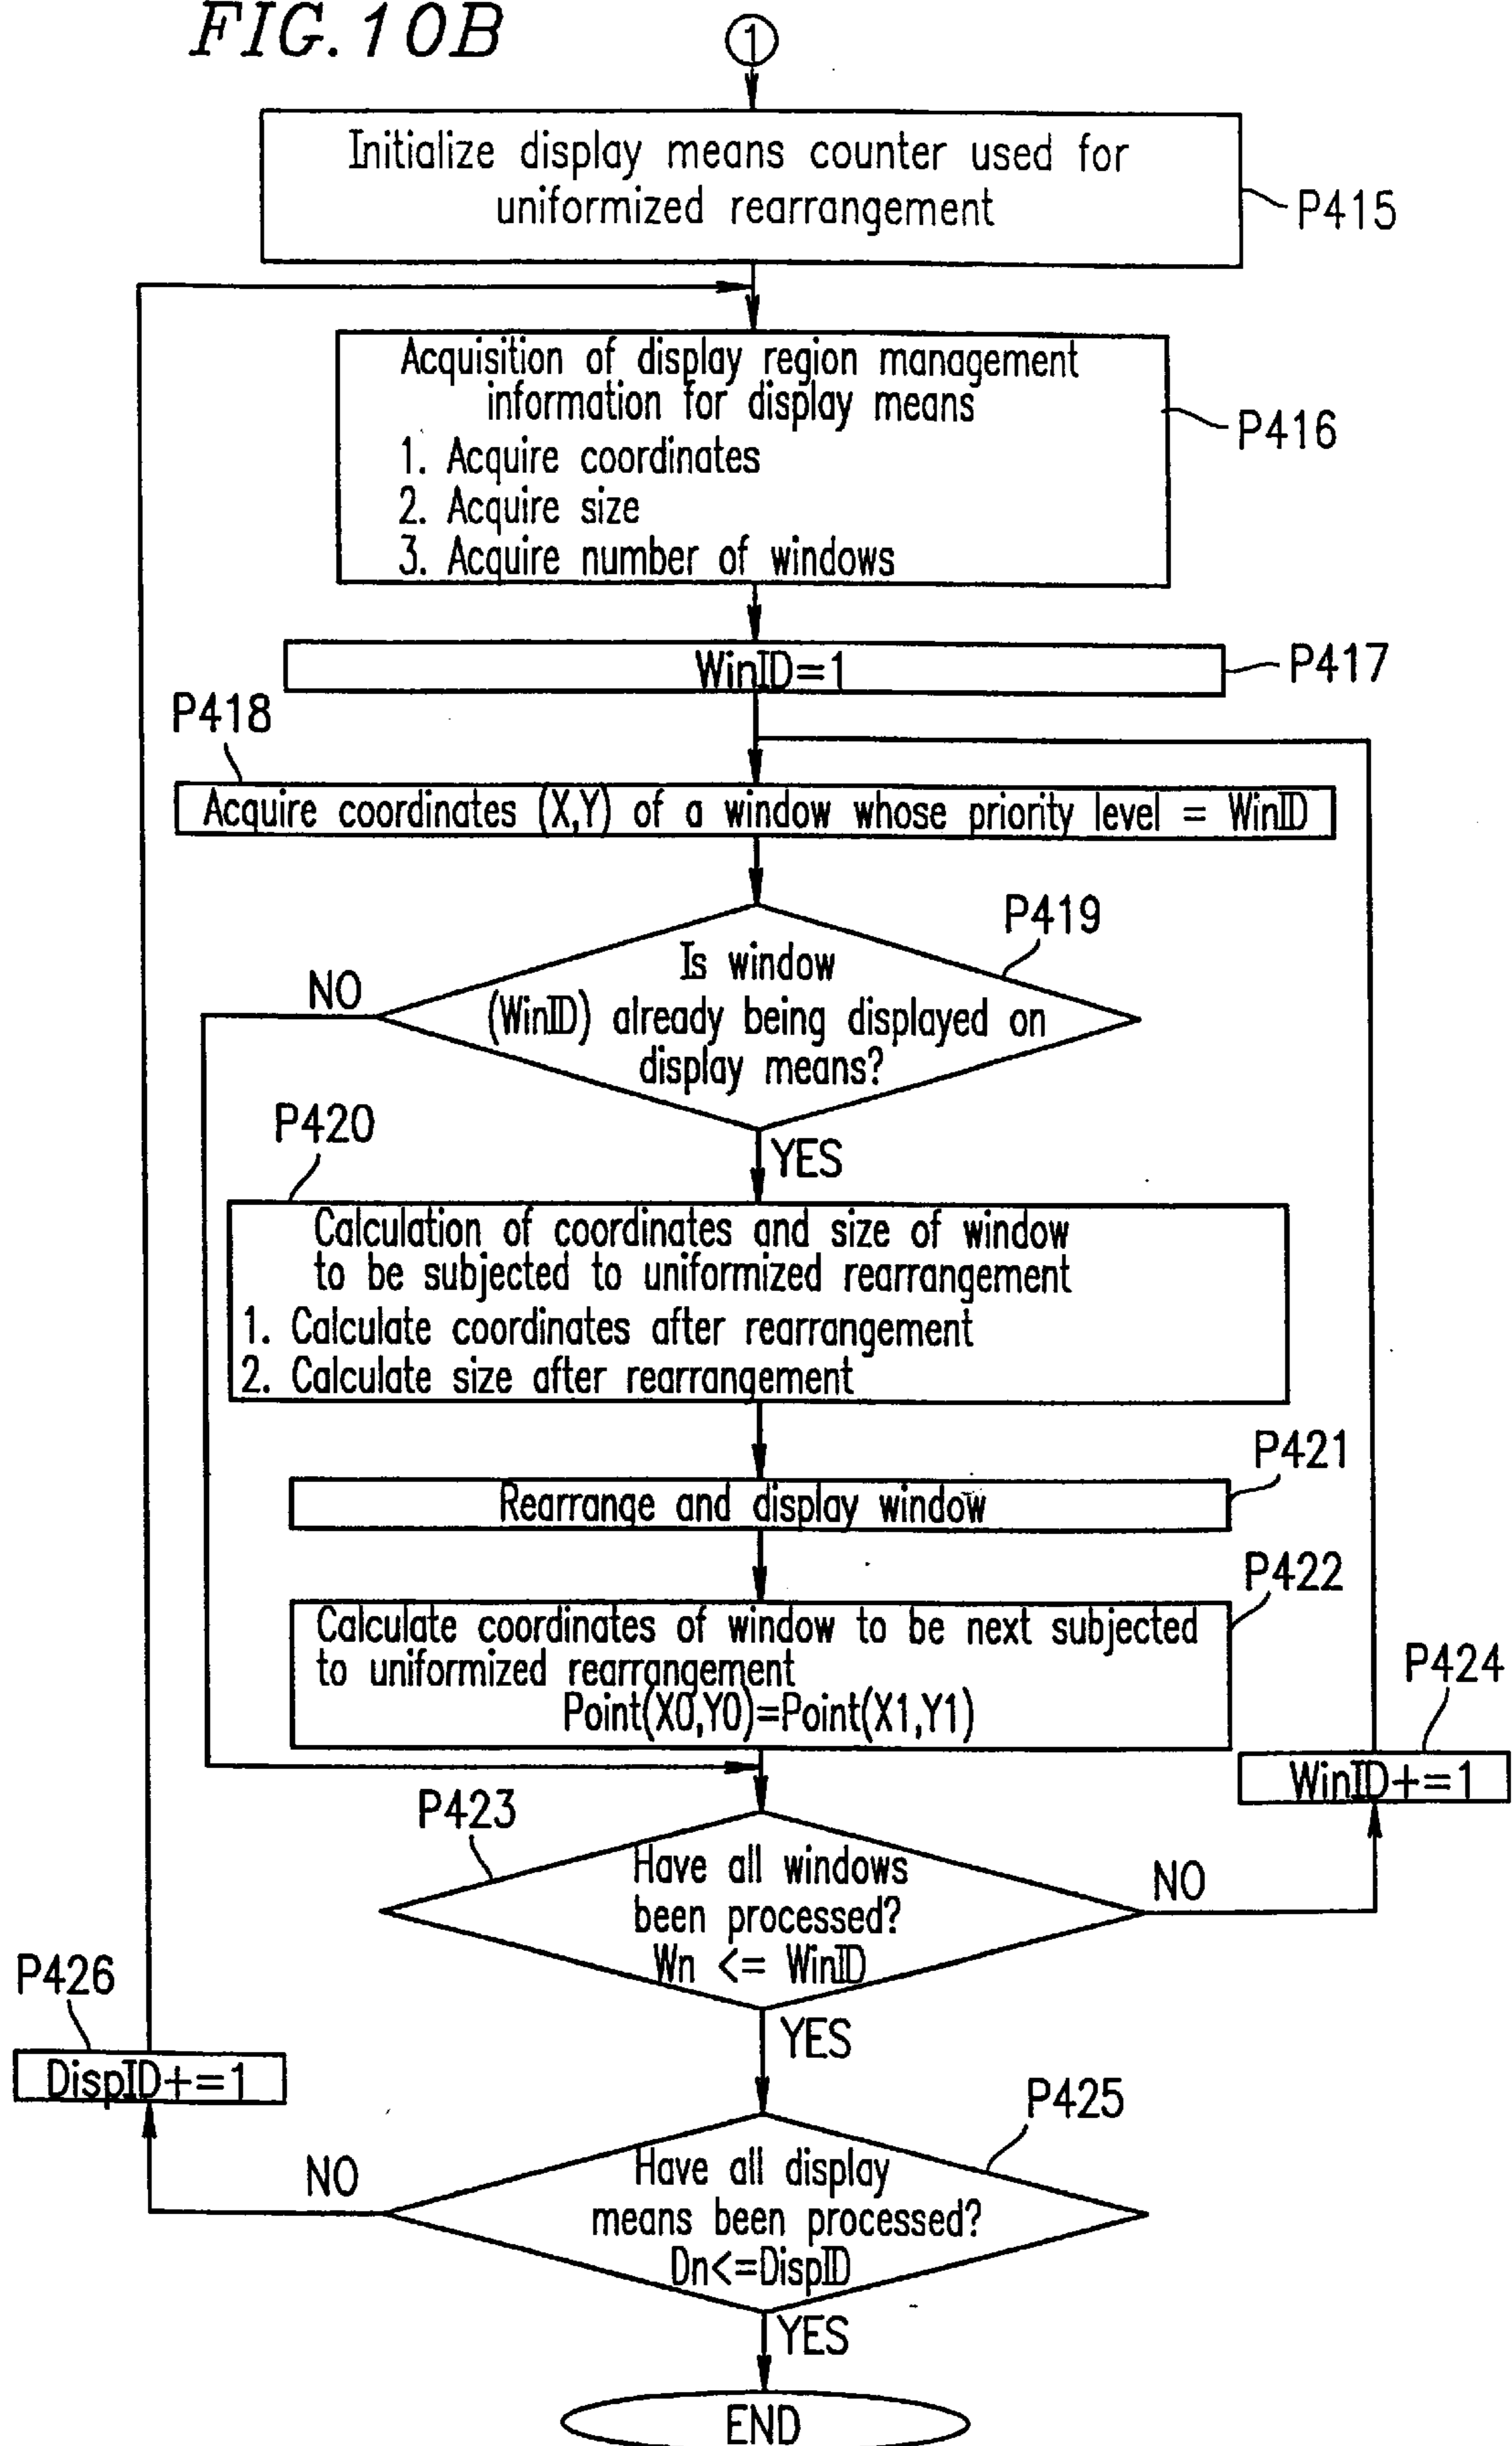 FIG. 10B
1
Initialize display means counter used for
uniformized rearrangement
P415
Acquisition of display region management
information for display means
1. Acquire coordinates
2. Acquire size
3. Acquire number of windows
P416
WinID=1
P417
P418
Acquire coordinates (X,Y) of a window whose priority level = WinID
P419
Is window
(WinID) already being displayed on
display means?
NO
YES
P420
Calculation of coordinates and size of window
to be subjected to uniformized rearrangement
1. Calculate coordinates after rearrangement
2. Calculate size after rearrangement
P421
Rearrange and display window
P422
Calculate coordinates of window to be next subjected
to uniformized rearrangement
Point(X0,Y0)=Point(X1,Y1)
P424
WinID+=1
P423
Have all windows
been processed?
Wn <= WinID
NO
YES
P426
DispID+=1
P425
Have all display
means been processed?
Dn<=DispID
NO
YES
END